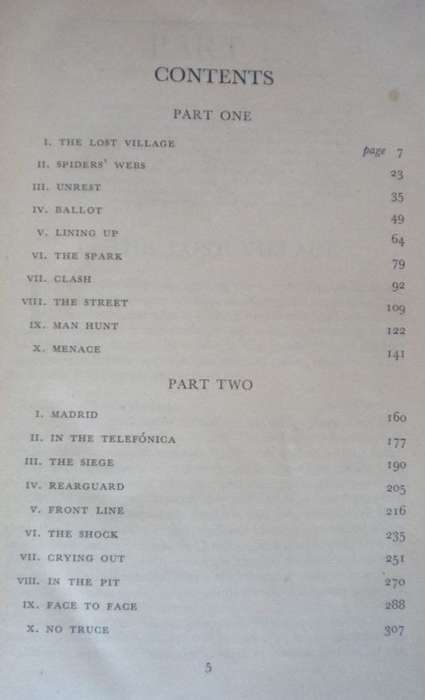 CONTENTS
PART ONE
I. THE LOST VILLAGE page 7
II. SPIDERS' WEBS 23
III. UNREST 35
IV. BALLOT 49
V. LINING UP 64
VI. THE SPARK 79
VII. CLASH 92
VIII. THE STREET 109
IX. MAN HUNT 122
X. MENACE 141
PART TWO
I. MADRID 160
II. IN THE TELEFÓNICA 177
III. THE SIEGE 190
IV. REARGUARD 205
V. FRONT LINE 216
VI. THE SHOCK 235
VII. CRYING OUT 251
VIII. IN THE PIT 270
IX. FACE TO FACE 288
X. NO TRUCE 307
5